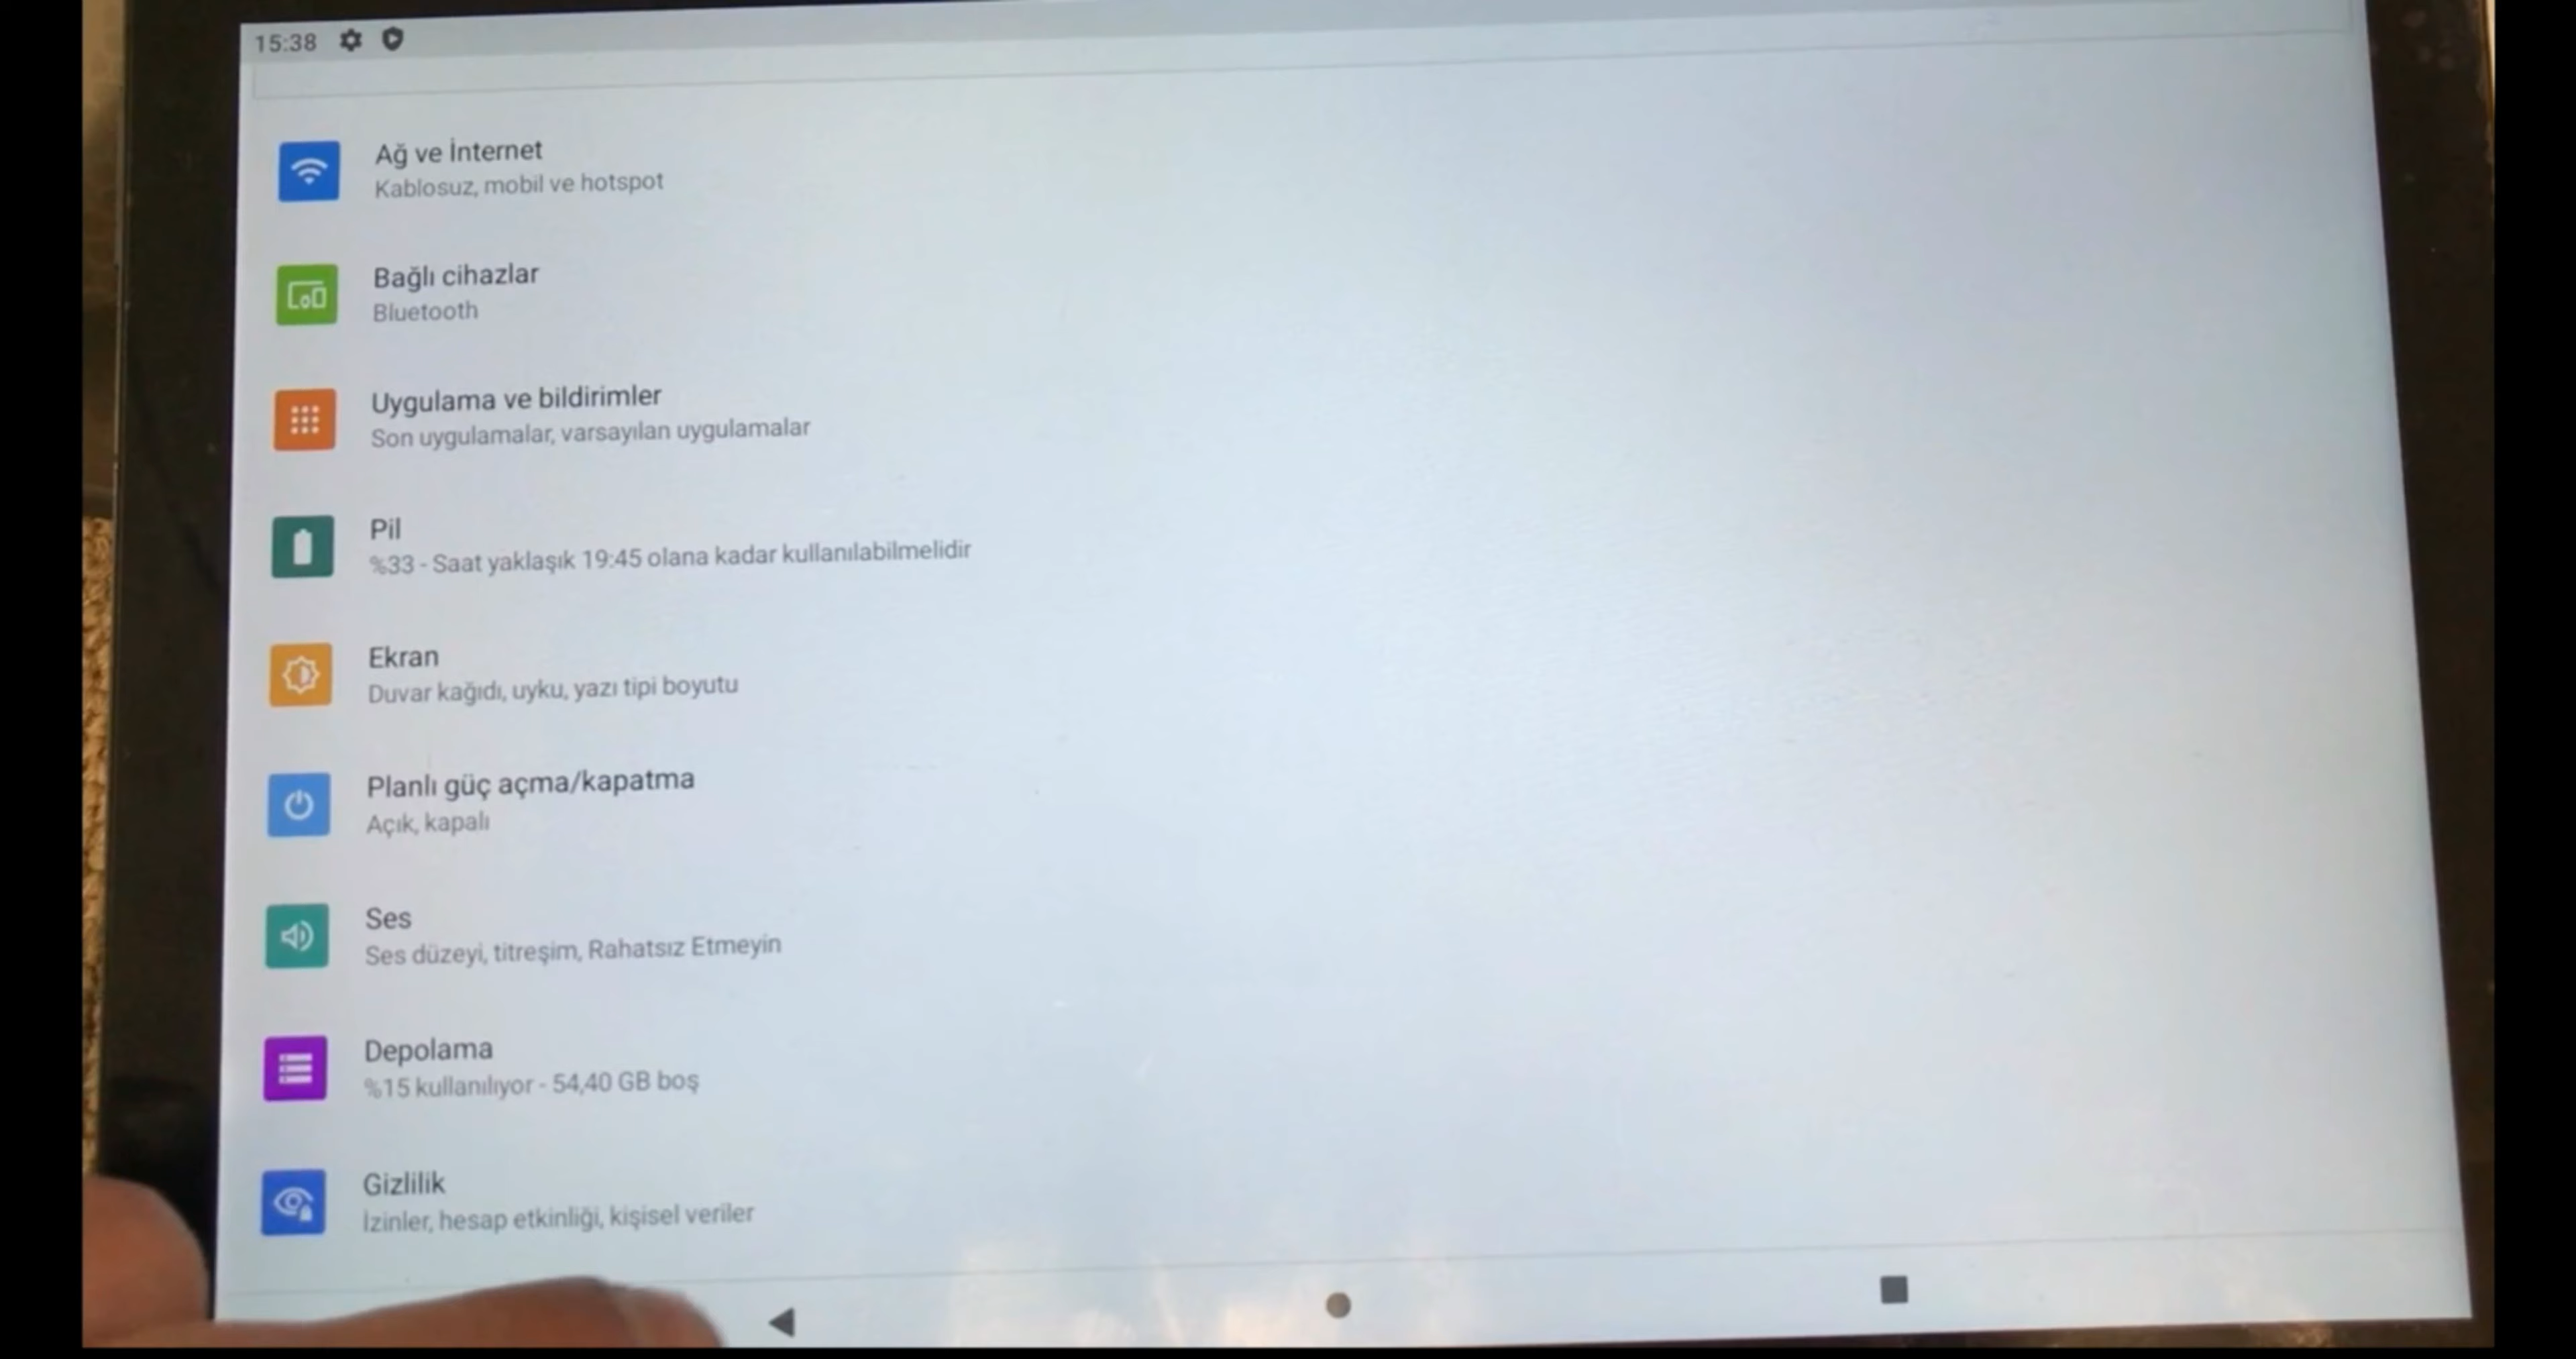 15:38
Ağ ve İnternet
Kablosuz, mobil ve hotspot
Bağlı cihazlar
Bluetooth
Uygulama ve bildirimler
Son uygulamalar, varsayılan uygulamalar
Pil
%33 - Saat yaklaşık 19:45 olana kadar kullanılabilmelidir
Ekran
Duvar kağıdı, uyku, yazı tipi boyutu
Planlı güç açma/kapatma
Açık, kapalı
Ses
Ses düzeyi, titreşim, Rahatsız Etmeyin
Depolama
%15 kullanılıyor - 54,40 GB boş
Gizlilik
İzinler, hesap etkinliği, kişisel veriler